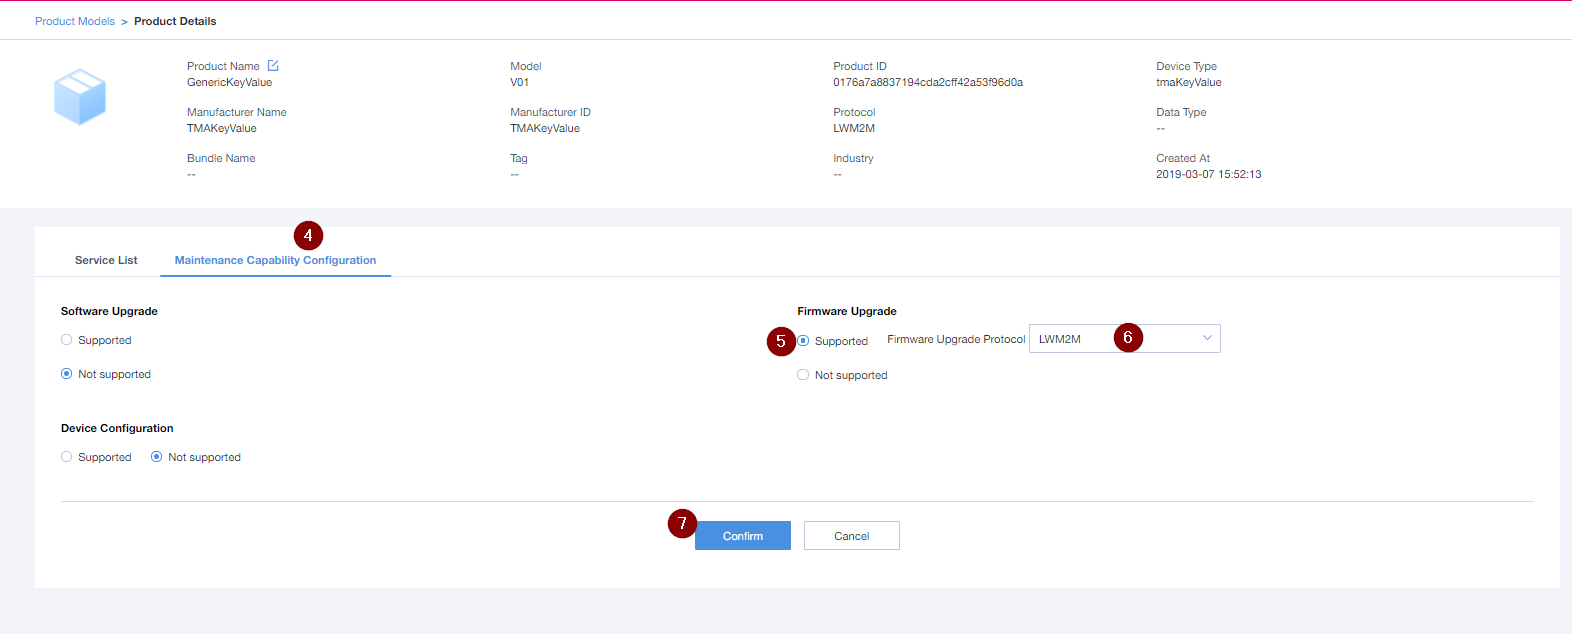 Product Models > Product Details
Product Name Model Product ID Device Type
GenericKeyValue V01 0176a7a8837194cda2cff42a53f96d0a tmaKeyValue
Manufacturer Name Manufacturer ID Protocol Data Type
TMAKeyValue TMAKeyValue LWM2M --
Bundle Name Tag Industry Created At
-- -- -- 2019-03-07 15:52:13
4
Service List Maintenance Capability Configuration
Software Upgrade Firmware Upgrade
Supported 5 Supported Firmware Upgrade Protocol LWM2M 6
Not supported Not supported
Device Configuration
Supported Not supported
7 Confirm Cancel